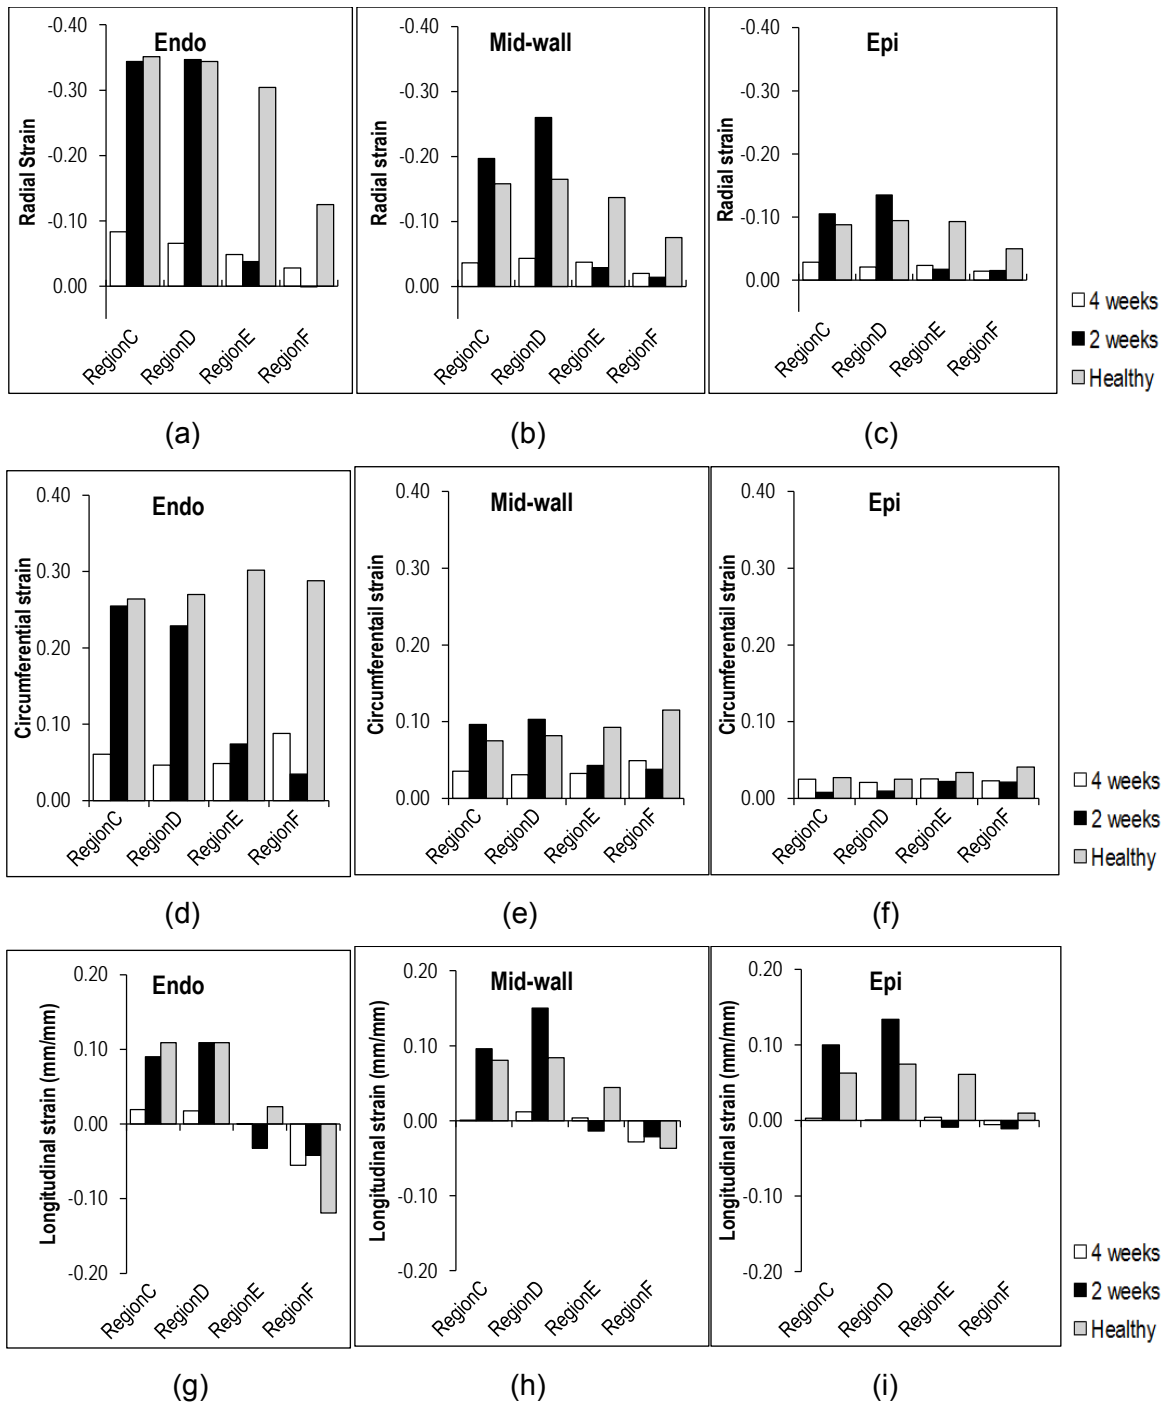 Endo
Radial Strain
-0.40
-0.30
-0.20
-0.10
0.00
RegionC
RegionD
RegionE
RegionF
(a)
Mid-wall
Radial strain
-0.40
-0.30
-0.20
-0.10
0.00
RegionC
RegionD
RegionE
RegionF
(b)
Epi
Radial strain
-0.40
-0.30
-0.20
-0.10
0.00
RegionC
RegionD
RegionE
RegionF
(c)
4 weeks
2 weeks
Healthy
Endo
Circumferential strain
0.40
0.30
0.20
0.10
0.00
RegionC
RegionD
RegionE
RegionF
(d)
Mid-wall
Circumferentail strain
0.40
0.30
0.20
0.10
0.00
RegionC
RegionD
RegionE
RegionF
(e)
Epi
Circumferential strain
0.40
0.30
0.20
0.10
0.00
RegionC
RegionD
RegionE
RegionF
(f)
4 weeks
2 weeks
Healthy
Endo
Longitudinal strain (mm/mm)
0.20
0.10
0.00
-0.10
-0.20
RegionC
RegionD
RegionE
RegionF
(g)
Mid-wall
Longitudinal strain (mm/mm)
0.20
0.10
0.00
-0.10
-0.20
RegionC
RegionD
RegionE
RegionF
(h)
Epi
Longitudinal strain (mm/mm)
0.20
0.10
0.00
-0.10
-0.20
RegionC
RegionD
RegionE
RegionF
(i)
4 weeks
2 weeks
Healthy